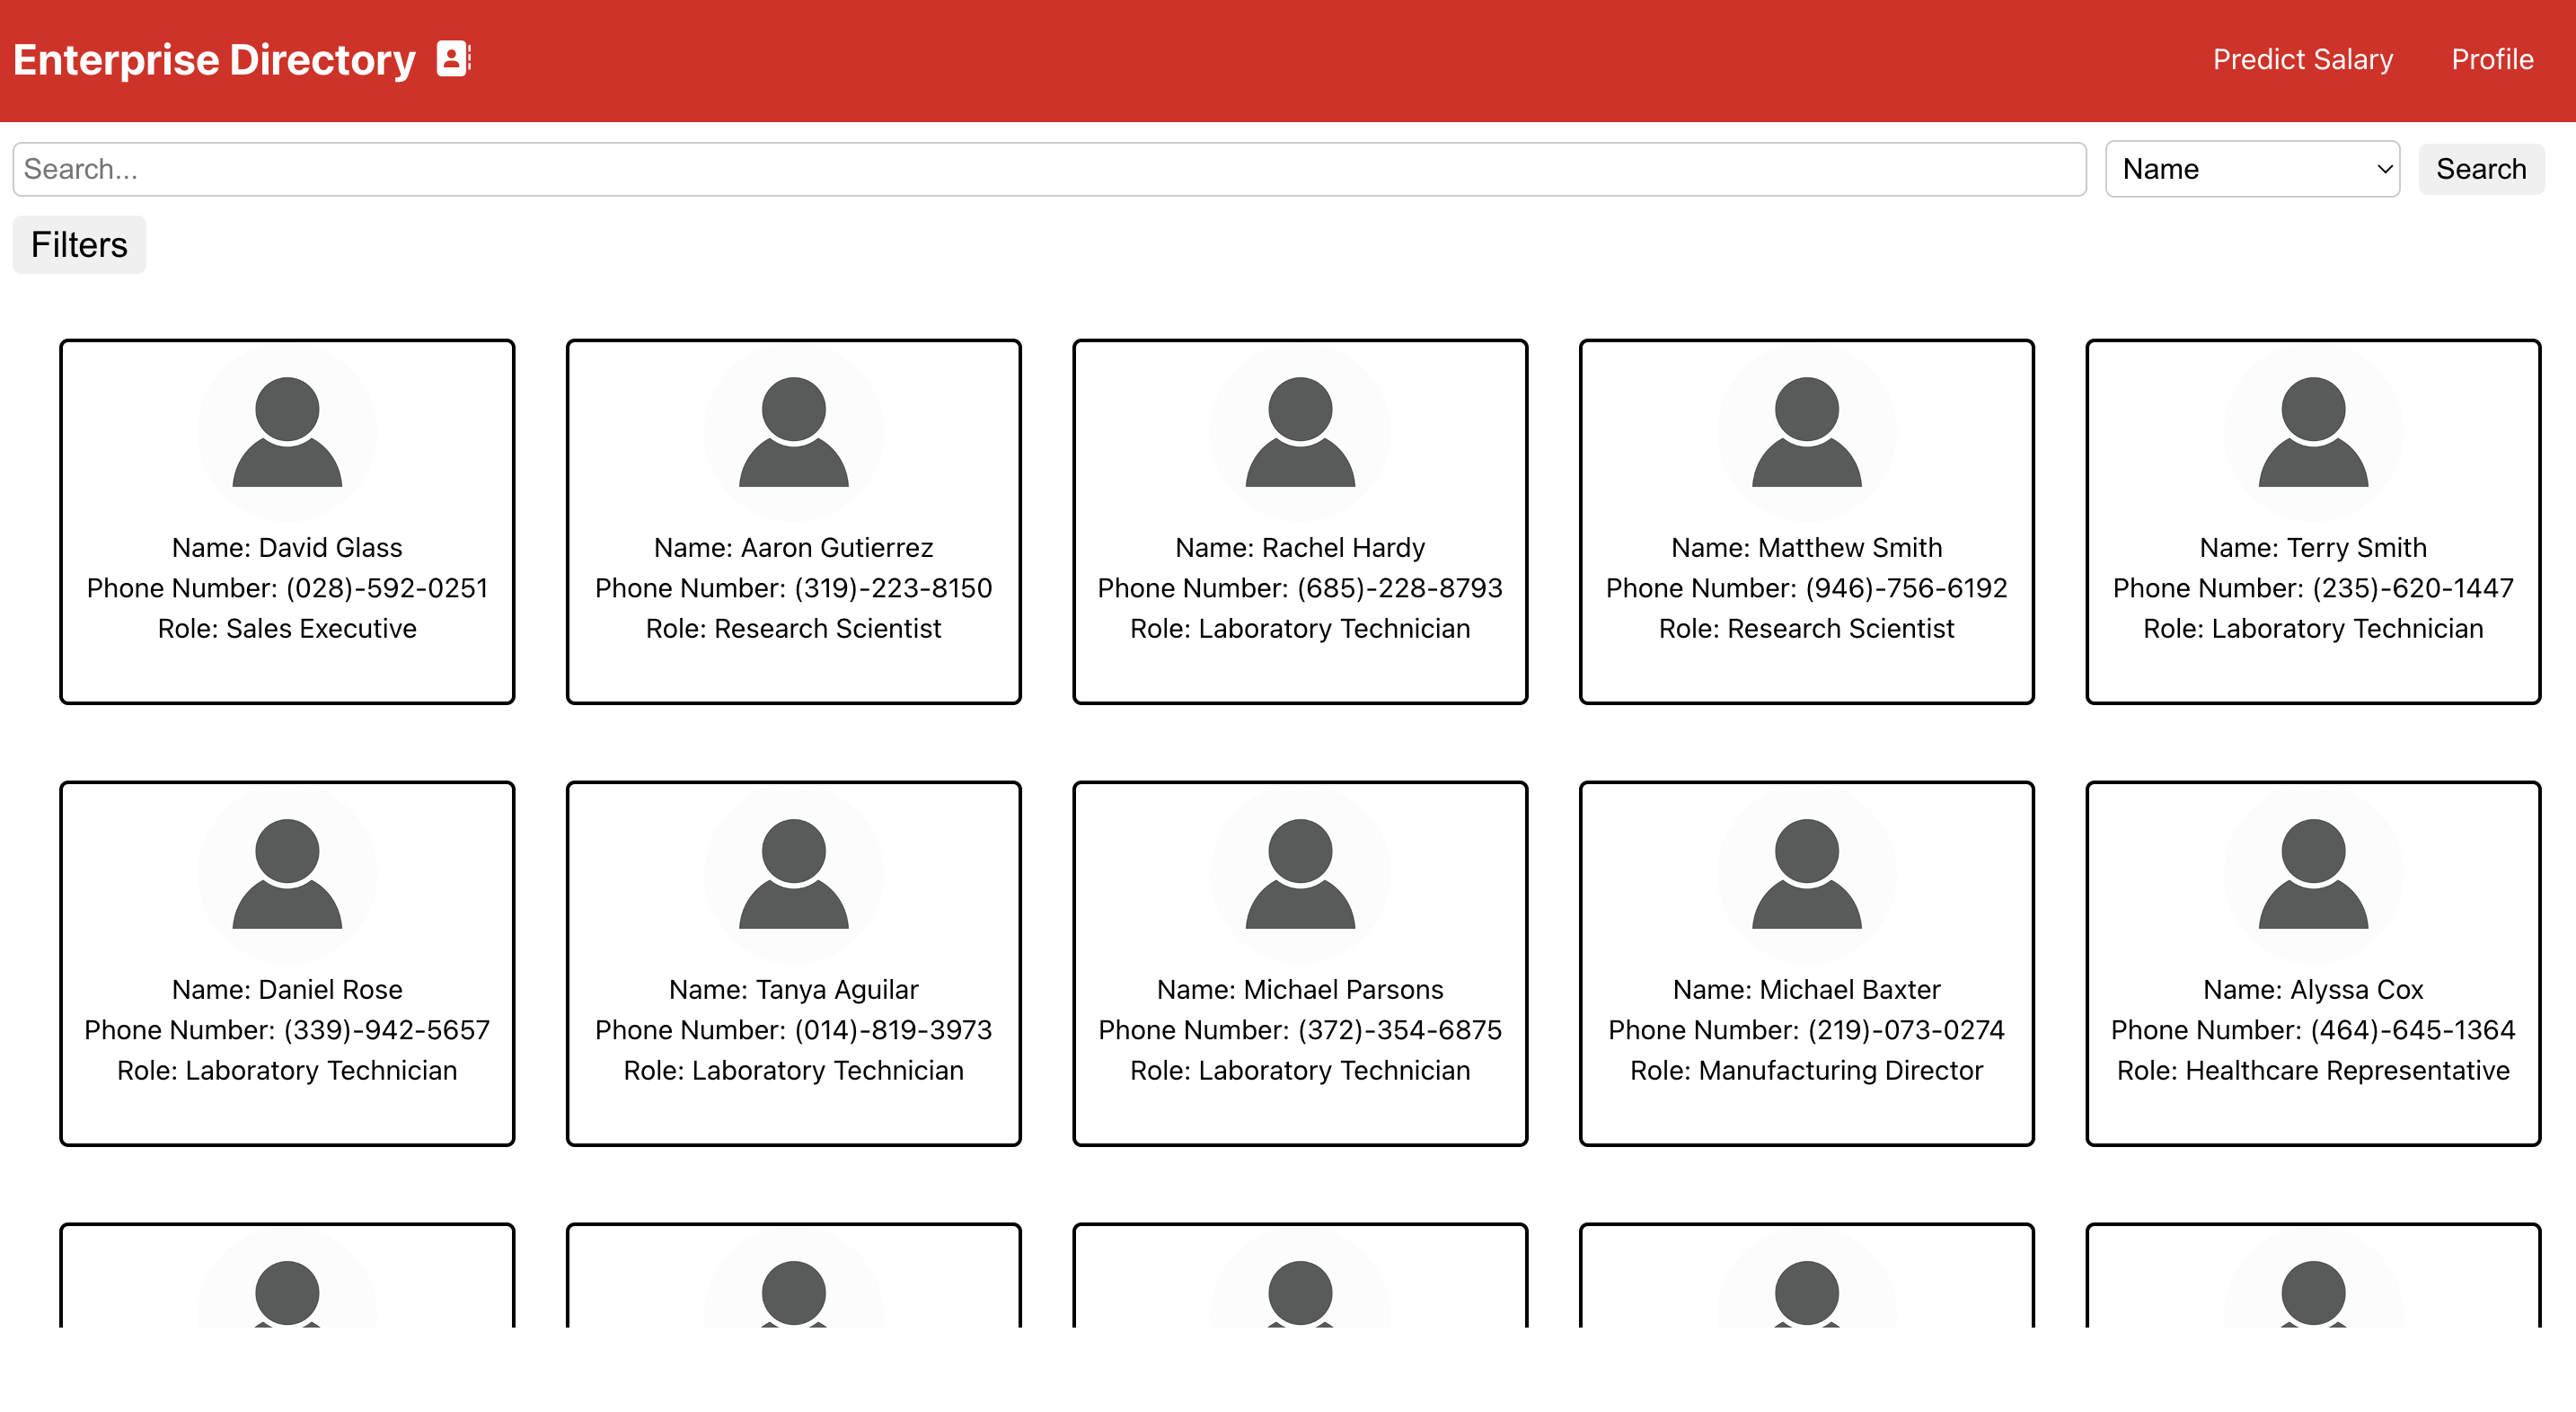 Enterprise Directory
Predict Salary
Profile
Search...
Name
Search
Filters
Name: David Glass
Phone Number: (028)-592-0251
Role: Sales Executive
Name: Aaron Gutierrez
Phone Number: (319)-223-8150
Role: Research Scientist
Name: Rachel Hardy
Phone Number: (685)-228-8793
Role: Laboratory Technician
Name: Matthew Smith
Phone Number: (946)-756-6192
Role: Research Scientist
Name: Terry Smith
Phone Number: (235)-620-1447
Role: Laboratory Technician
Name: Daniel Rose
Phone Number: (339)-942-5657
Role: Laboratory Technician
Name: Tanya Aguilar
Phone Number: (014)-819-3973
Role: Laboratory Technician
Name: Michael Parsons
Phone Number: (372)-354-6875
Role: Laboratory Technician
Name: Michael Baxter
Phone Number: (219)-073-0274
Role: Manufacturing Director
Name: Alyssa Cox
Phone Number: (464)-645-1364
Role: Healthcare Representative